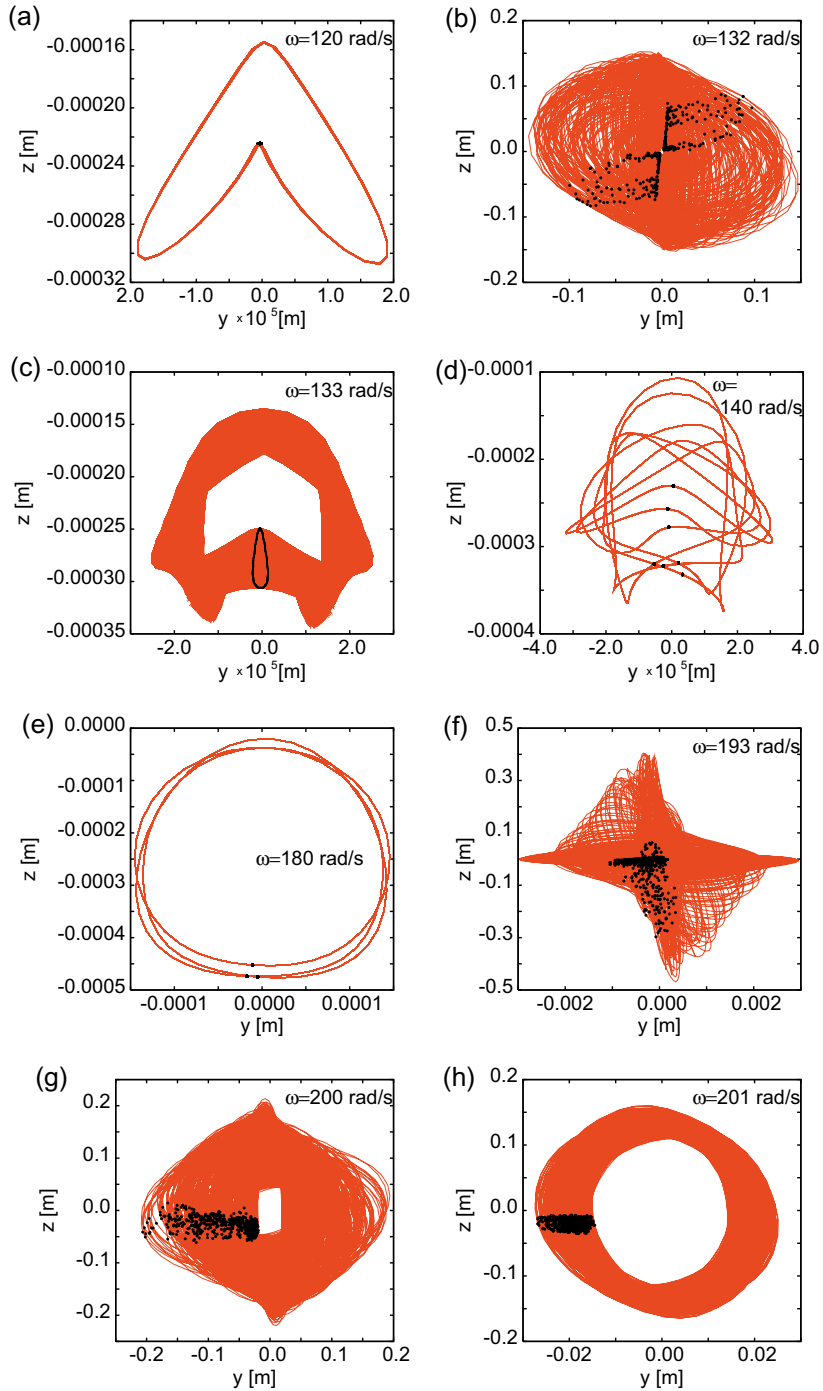 (a)
ω=120 rad/s
-0.00016
-0.00020
-0.00024
-0.00028
-0.00032
z [m]
2.0 -1.0 0.0 1.0 2.0
y ×10 5[m]
(b)
ω=132 rad/s
0.2
0.1
0.0
-0.1
-0.2
z [m]
-0.1 0.0 0.1
y [m]
(c)
ω=133 rad/s
-0.00010
-0.00015
-0.00020
-0.00025
-0.00030
-0.00035
z [m]
-2.0 0.0 2.0
y ×10 5[m]
(d)
ω=
140 rad/s
-0.0001
-0.0002
-0.0003
-0.0004
z [m]
-4.0 -2.0 0.0 2.0 4.0
y ×10 5[m]
(e)
ω=180 rad/s
0.0000
-0.0001
-0.0002
-0.0003
-0.0004
-0.0005
z [m]
-0.0001 0.0000 0.0001
y [m]
(f)
ω=193 rad/s
0.5
0.3
0.1
-0.1
-0.3
-0.5
z [m]
-0.002 0.000 0.002
y [m]
(g)
ω=200 rad/s
0.2
0.1
0.0
-0.1
-0.2
z [m]
-0.2 -0.1 0.0 0.1 0.2
y [m]
(h)
ω=201 rad/s
0.2
0.1
0.0
-0.1
-0.2
z [m]
-0.02 0.00 0.02
y [m]